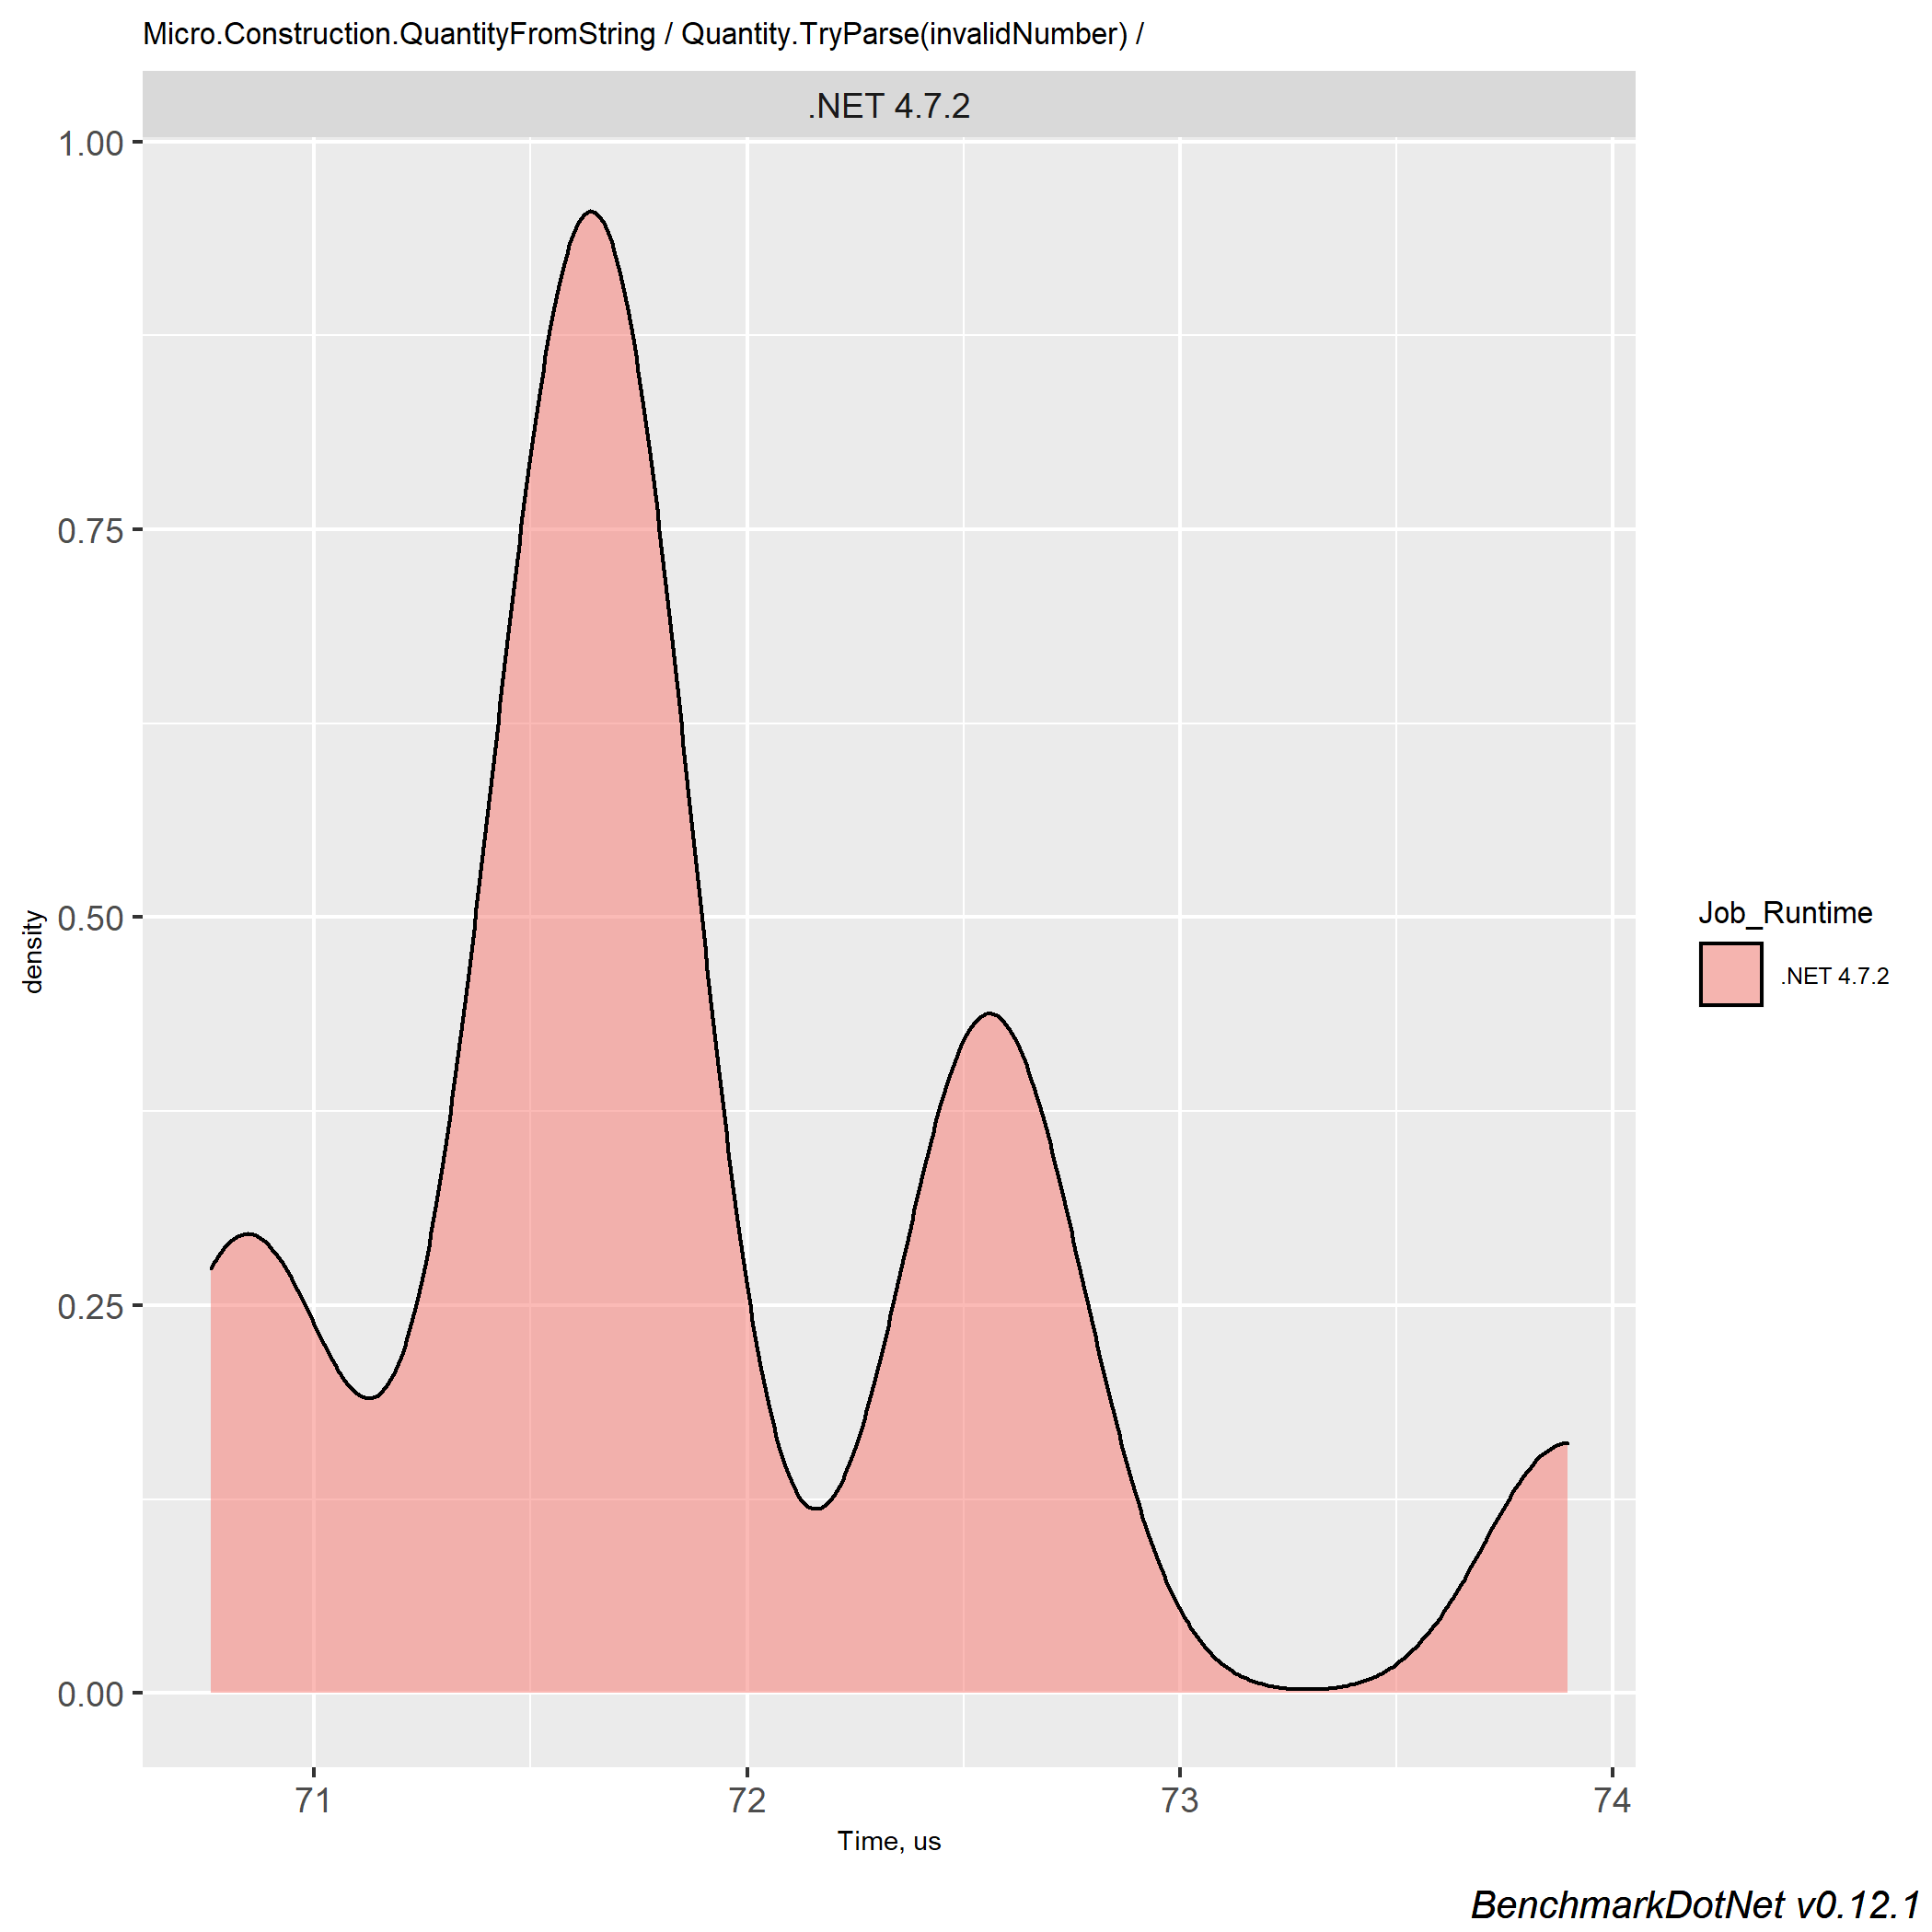 Micro.Construction.QuantityFromString / Quantity.TryParse(invalidNumber) /
.NET 4.7.2
1.00
0.75
0.50
0.25
0.00
density
71 72 73 74
Time, us
Job_Runtime
.NET 4.7.2
BenchmarkDotNet v0.12.1